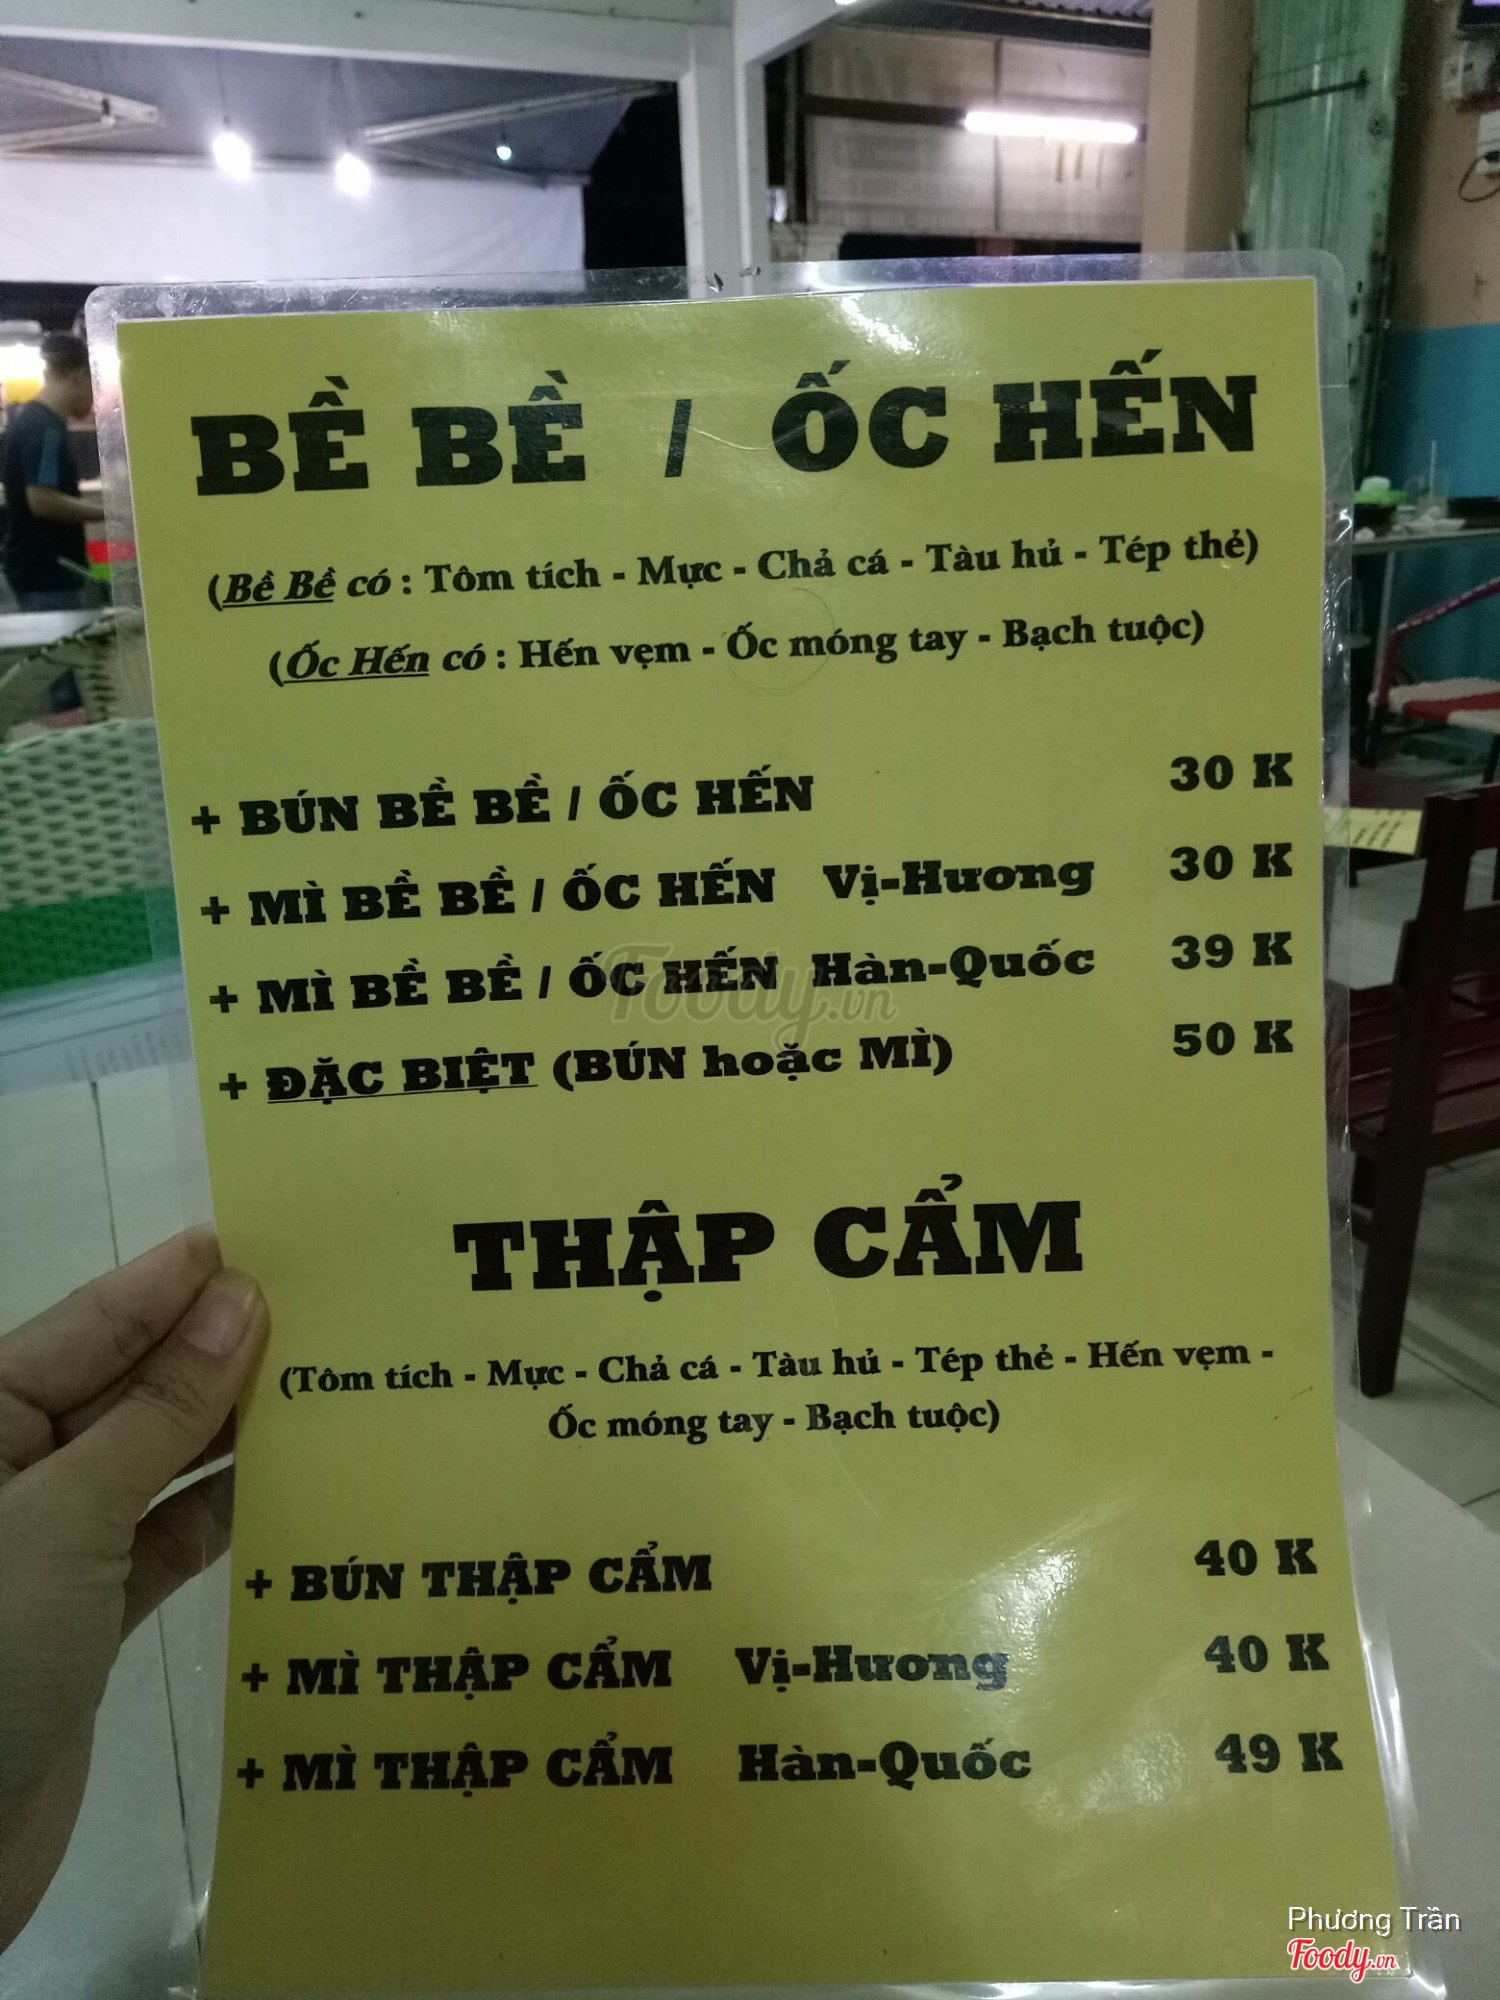 BỀ BỀ / ỐC HẾN
(Bề Bề có : Tôm tích - Mực - Chả cá - Tàu hủ - Tép thẻ)
(Ốc Hến có : Hến vẹm - Ốc móng tay - Bạch tuộc)
+ BÚN BỀ BỀ / ỐC HẾN 30 K
+ MÌ BỀ BỀ / ỐC HẾN Vị-Hương 30 K
+ MÌ BỀ BỀ / ỐC HẾN Hàn-Quốc 39 K
Foody.vn
+ ĐẶC BIỆT (BÚN hoặc MÌ) 50 K
THẬP CẨM
(Tôm tích - Mực - Chả cá - Tàu hủ - Tép thẻ - Hến vẹm -
Ốc móng tay - Bạch tuộc)
+ BÚN THẬP CẨM 40 K
+ MÌ THẬP CẨM Vị-Hương 40 K
+ MÌ THẬP CẨM Hàn-Quốc 49 K
Phương Trần
Foody.vn